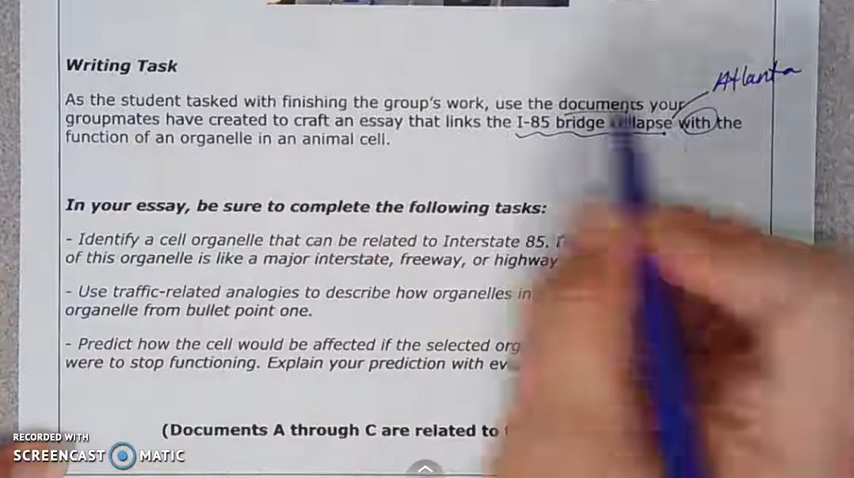 Writing Task
Atlanta
As the student tasked with finishing the group's work, use the documents your
groupmates have created to craft an essay that links the I-85 bridge collapse with the
function of an organelle in an animal cell.
In your essay, be sure to complete the following tasks:
- Identify a cell organelle that can be related to Interstate 85.
of this organelle is like a major interstate, freeway, or highway
- Use traffic-related analogies to describe how organelles in
organelle from bullet point one.
- Predict how the cell would be affected if the selected
were to stop functioning. Explain your prediction with
(Documents A through C are related to
RECORDED WITH
SCREENCAST MATIC